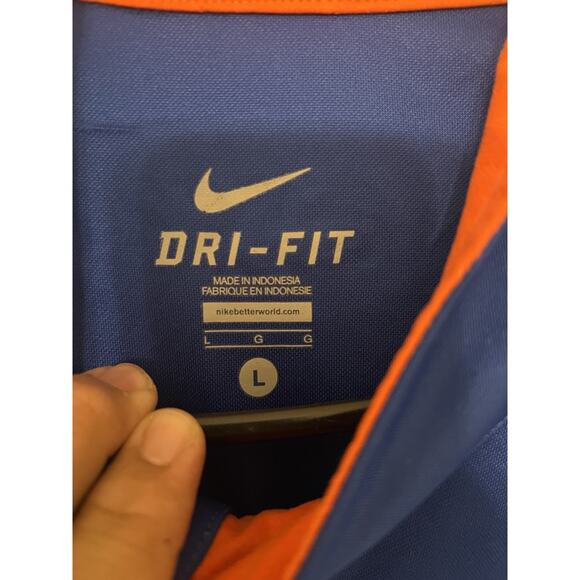 DRI-FIT
MADE IN INDONESIA
FABRIQUE EN INDONESIE
nikebetterworld.com
L G G
L